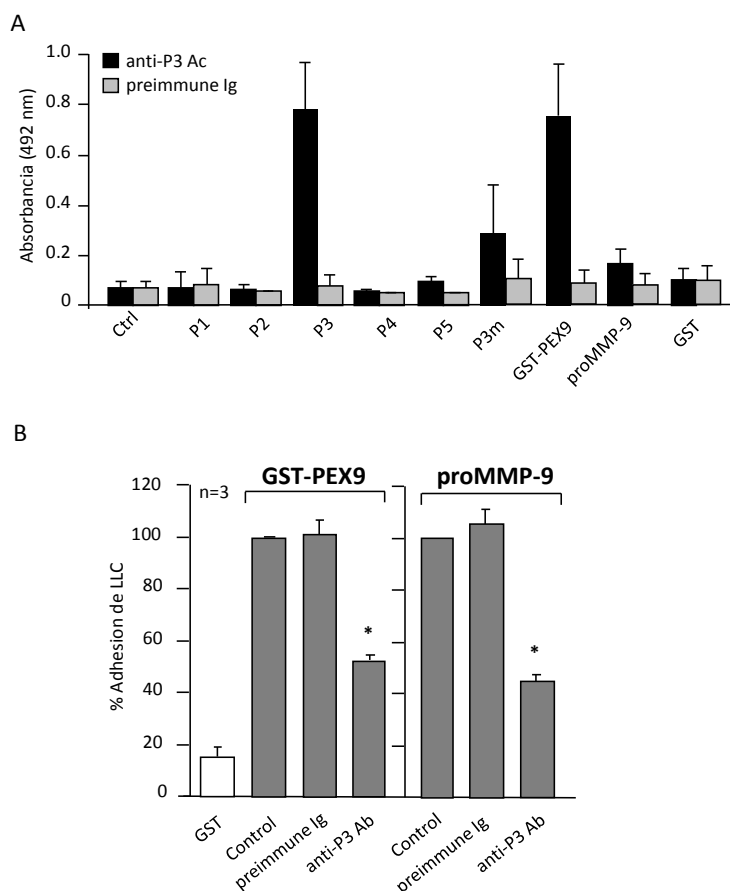 A
anti-P3 Ac
preimmune Ig
Absorbancia (492 nm)
1.0
0.8
0.6
0.4
0.2
0
Ctrl
P1
P2
P3
P4
P5
P3m
GST-PEX9
proMMP-9
GST
B
GST-PEX9
proMMP-9
n=3
% Adhesion de LLC
120
100
80
60
40
20
0
*
*
GST
Control
preimmune Ig
anti-P3 Ab
Control
preimmune Ig
anti-P3 Ab